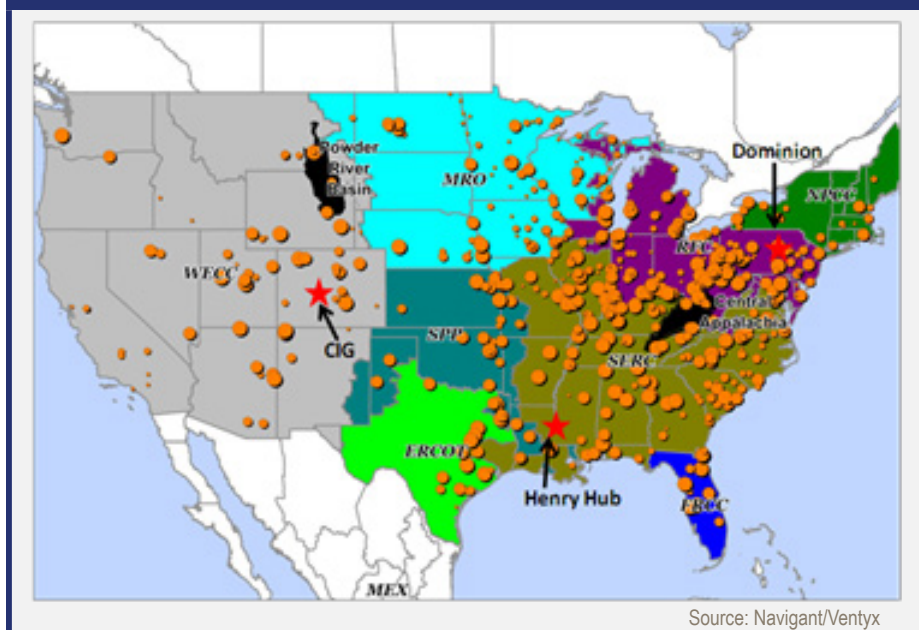 Dominion
Powder
River
Basin
MRO
NPCC
RFC
WECC
Central
Appalachia
SPP
CIG
SERC
ERCOT
Henry Hub
FRCC
MEX
Source: Navigant/Ventyx